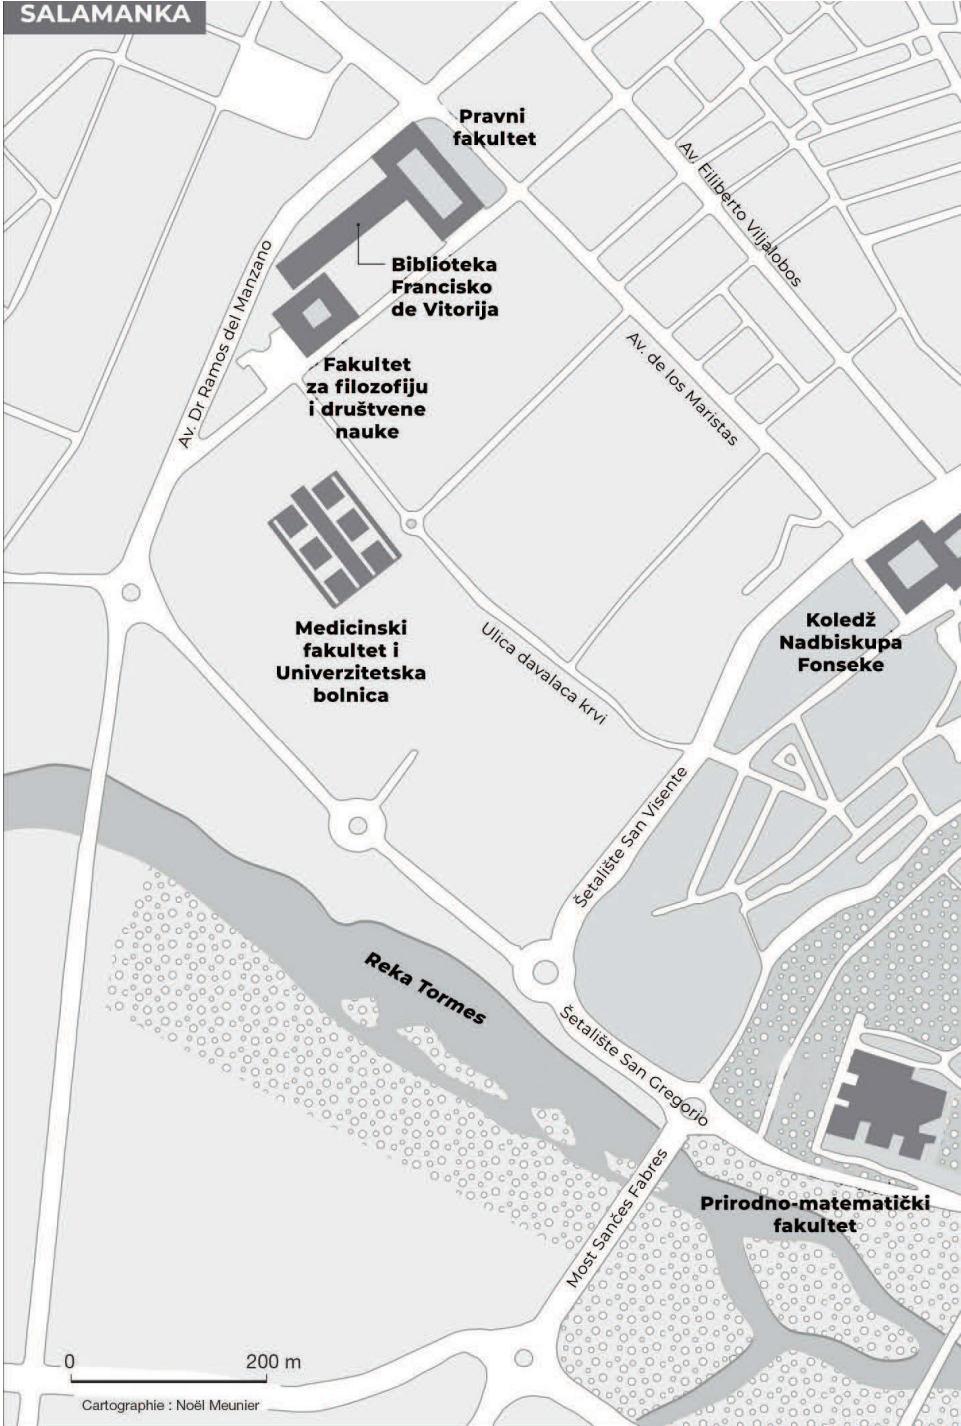 SALAMANKA
Pravni
fakultet
Av. Filiberto Viljalobos
Biblioteka
Francisko
de Vitorija
Av. Dr Ramos del Manzano
Av. de los Maristas
Fakultet
za filozofiju
i društvene
nauke
Medicinski
fakultet i
Univerzitetska
bolnica
Koledž
Nadbiskupa
Fonseke
Ulica davalaca krvi
Šetalište San Visente
Reka Tormes
Šetalište San Gregorio
Most Sančes Fabres
Prirodno-matematički
fakultet
0 200 m
Cartographie : Noël Meunier